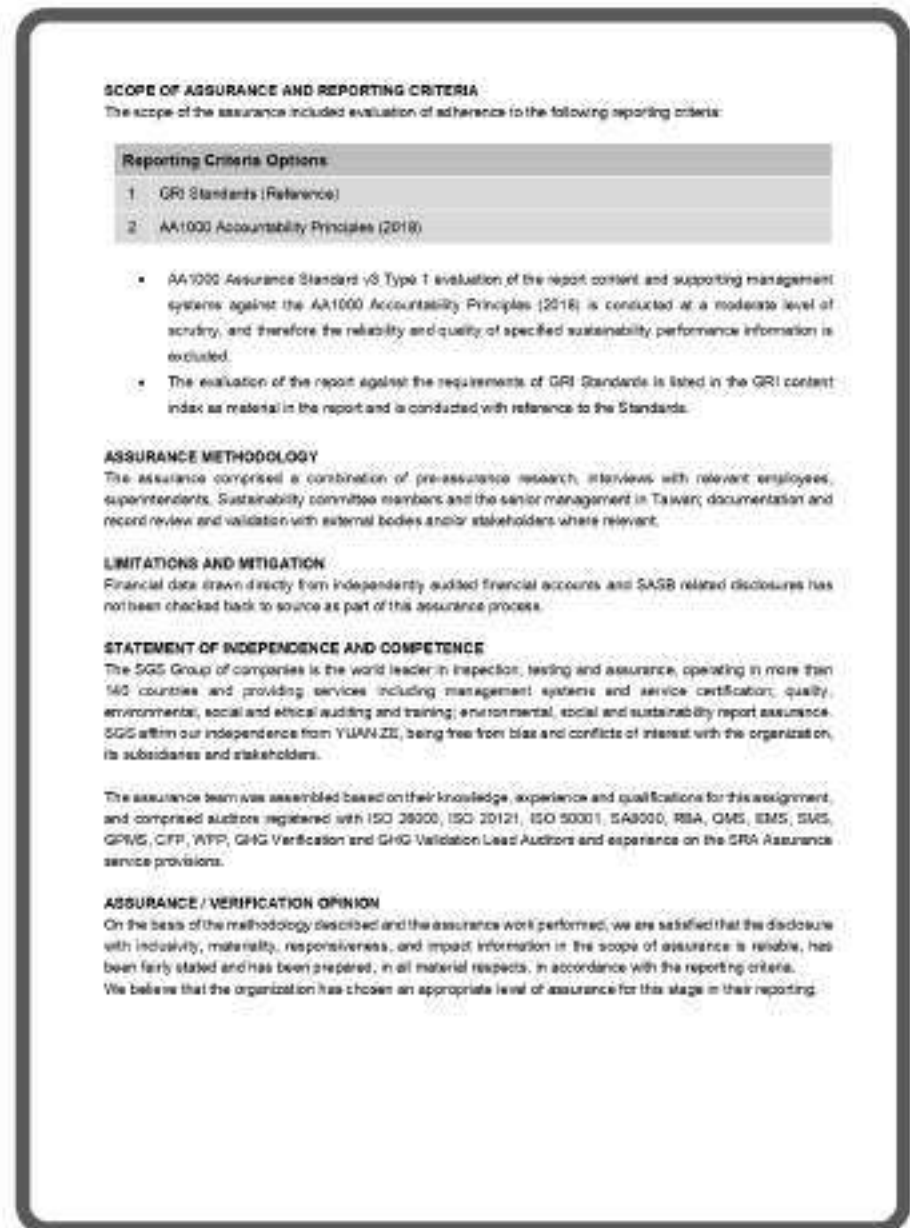 SCOPE OF ASSURANCE AND REPORTING CRITERIA
The scope of the assurance included evaluation of adherence to the following reporting criteria:
Reporting Criteria Options
1 GRI Standards (Reference)
2 AA1000 Accountability Principles (2018)
• AA1000 Assurance Standard v3 Type 1 evaluation of the report content and supporting management
systems against the AA1000 Accountability Principles (2018) is conducted at a moderate level of
scrutiny, and therefore the reliability and quality of specified sustainability performance information is
excluded.
• The evaluation of the report against the requirements of GRI Standards is listed in the GRI content
index as material in the report and is conducted with reference to the Standards.
ASSURANCE METHODOLOGY
The assurance comprised a combination of pre-assurance research, interviews with relevant employees,
superintendents, Sustainability committee members and the senior management in Taiwan; documentation and
record review and validation with external bodies and/or stakeholders where relevant.
LIMITATIONS AND MITIGATION
Financial data drawn directly from independently audited financial accounts and SASB related disclosures has
not been checked back to source as part of this assurance process.
STATEMENT OF INDEPENDENCE AND COMPETENCE
The SGS Group of companies is the world leader in inspection, testing and assurance, operating in more than
140 countries and providing services including management systems and service certification; quality,
environmental, social and ethical auditing and training; environmental, social and sustainability report assurance.
SGS affirm our independence from YUAN-ZE, being free from bias and conflicts of interest with the organization,
its subsidiaries and stakeholders.
The assurance team was assembled based on their knowledge, experience and qualifications for this assignment,
and comprised auditors registered with ISO 26000, ISO 20121, ISO 50001, SA8000, RBA, QMS, EMS, SMS,
GPMS, CFP, WFP, GHG Verification and GHG Validation Lead Auditors and experience on the SRA Assurance
service provisions.
ASSURANCE / VERIFICATION OPINION
On the basis of the methodology described and the assurance work performed, we are satisfied that the disclosure
with inclusivity, materiality, responsiveness, and impact information in the scope of assurance is reliable, has
been fairly stated and has been prepared, in all material respects, in accordance with the reporting criteria.
We believe that the organization has chosen an appropriate level of assurance for this stage in their reporting.